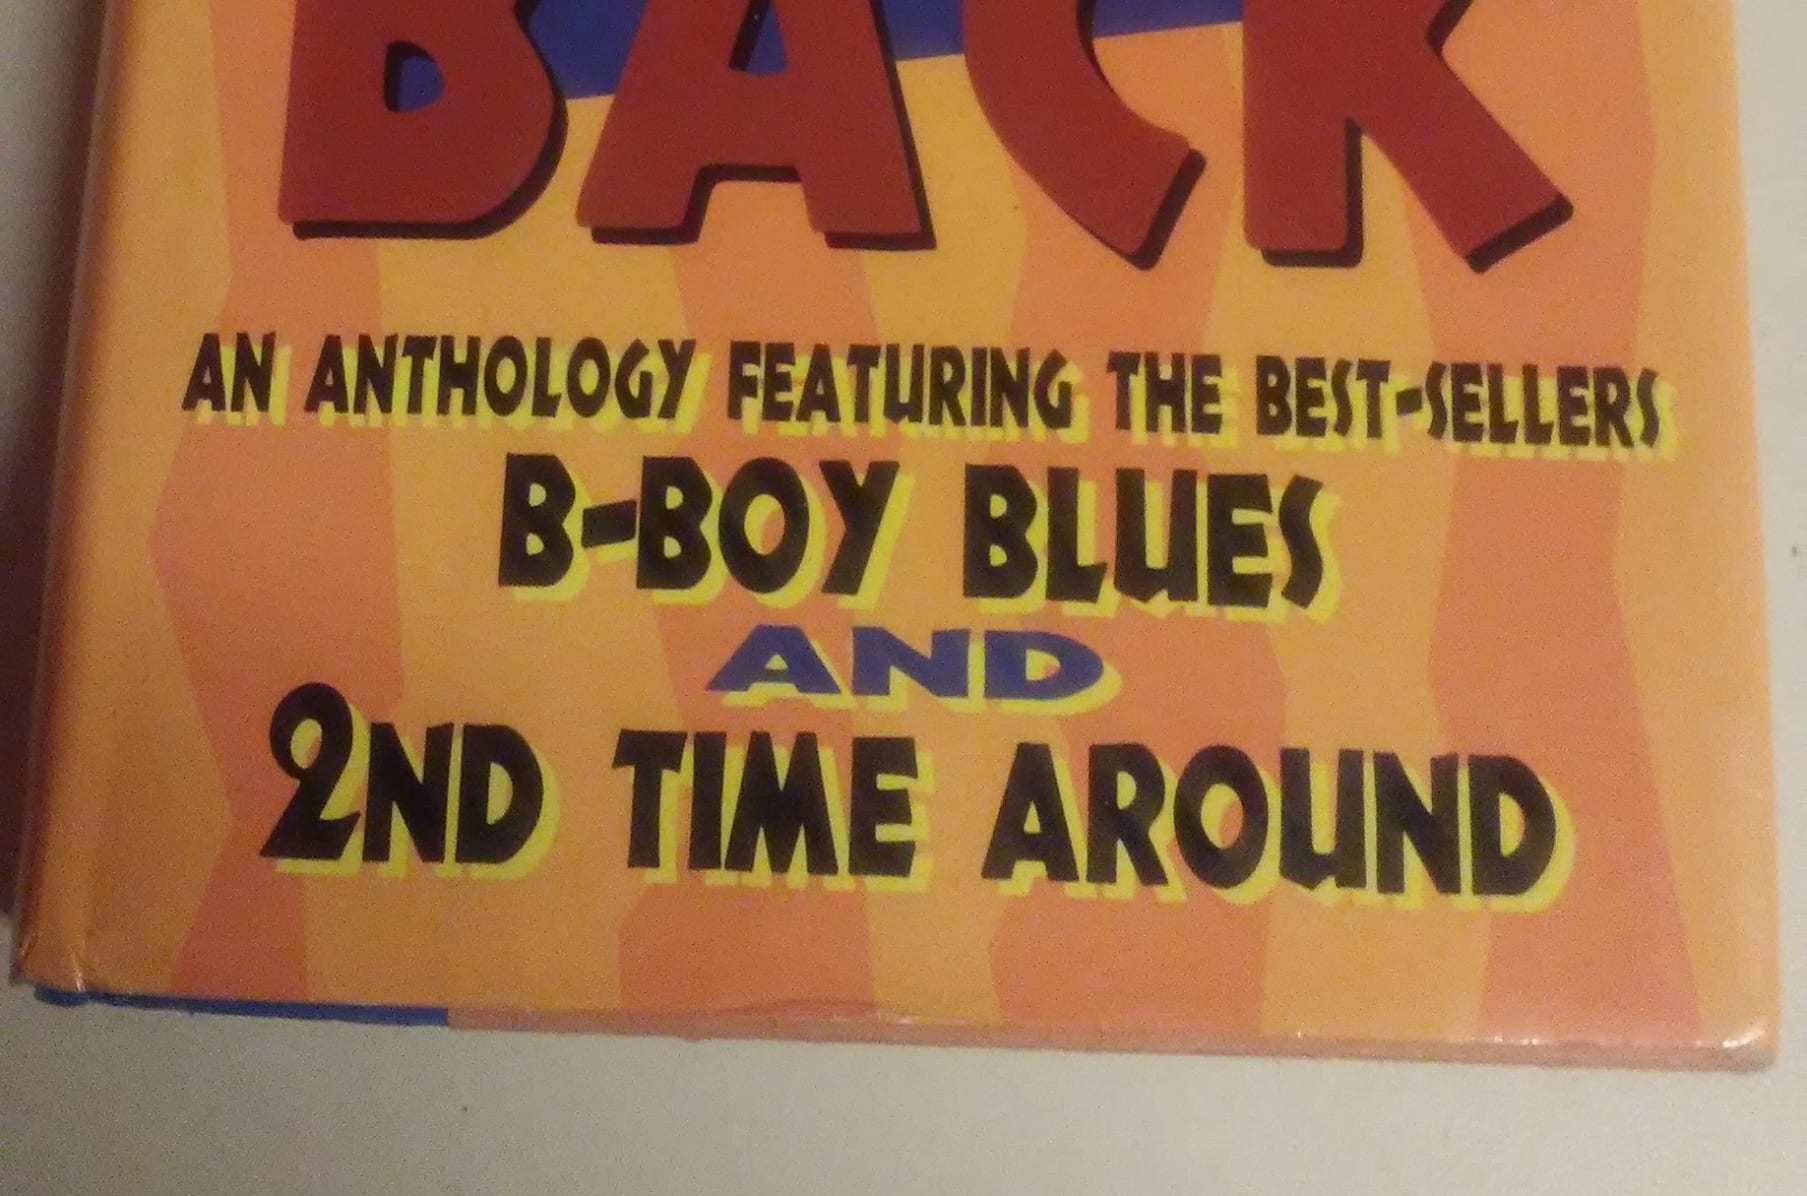 BACK
AN ANTHOLOGY FEATURING THE BEST-SELLERS
B-BOY BLUES
AND
2ND TIME AROUND